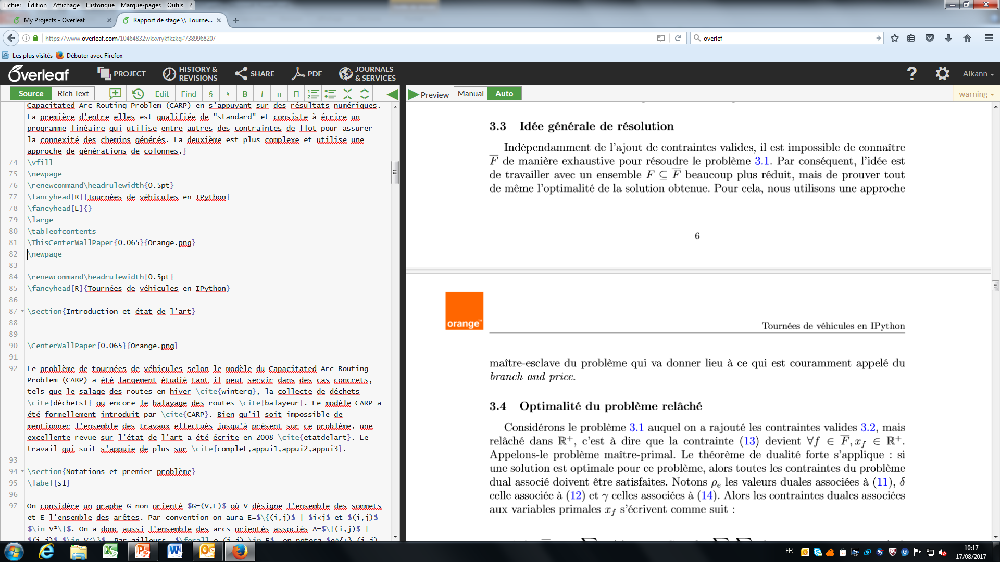 Fichier Édition Affichage Historique Marque-pages Outils ?
My Projects - Overleaf × Rapport de stage \\ Tourne... × +
https://www.overleaf.com/10464832wkxvrykfkzkg#/38996820/
overlef
Les plus visités Débuter avec Firefox
Overleaf PROJECT HISTORY & REVISIONS SHARE PDF JOURNALS & SERVICES ? Aikann
Source Rich Text Edit Find § § B I π Π Preview Manual Auto warning
Capacitated Arc Routing Problem (CARP) en s'appuyant sur des résultats numériques.
La première d'entre elles est qualifiée de "standard" et consiste à écrire un
programme linéaire qui utilise entre autres des contraintes de flot pour assurer
la connexité des chemins générés. La deuxième est plus complexe et utilise une
approche de générations de colonnes.}
74 \vfill
75 \newpage
76 \renewcommand\headrulewidth{0.5pt}
77 \fancyhead[R]{Tournées de véhicules en IPython}
78 \fancyhead[L]{}
79 \large
80 \tableofcontents
81 \ThisCenterWallPaper{0.065}{Orange.png}
82 \newpage
83
84 \renewcommand\headrulewidth{0.5pt}
85 \fancyhead[R]{Tournées de véhicules en IPython}
86
87 \section{Introduction et état de l'art}
88
89
90 \CenterWallPaper{0.065}{Orange.png}
91
92 Le problème de tournées de véhicules selon le modèle du Capacitated Arc Routing
Problem (CARP) a été largement étudié tant il peut servir dans des cas concrets,
tels que le salage des routes en hiver \cite{winterg}, la collecte de déchets
\cite{déchets1} ou encore le balayage des routes \cite{balayeur}. Le modèle CARP a
été formellement introduit par \cite{CARP}. Bien qu'il soit impossible de
mentionner l'ensemble des travaux effectués jusqu'à présent sur ce problème, une
excellente revue sur l'état de l'art a été écrite en 2008 \cite{etatdelart}. Le
travail qui suit s'appuie de plus sur \cite{complet,appui1,appui2,appui3}.
93
94 \section{Notations et premier problème}
95 \label{s1}
96
97 On considère un graphe G non-orienté $G=(V,E)$ où V désigne l'ensemble des sommets
et E l'ensemble des arêtes. Par convention on aura E=$\{(i,j)$ | $i<j$ et $(i,j)$
$\in V²\}$. On a donc aussi l'ensemble des arcs orientés associés A=$\{(i,j)$ |
$(i,j)$ $\in V²\}$. Par ailleurs, $\forall e=(i,j) \in E$, on notera $e^{+}=(i,j)
3.3 Idée générale de résolution
Indépendamment de l'ajout de contraintes valides, il est impossible de connaître
F̅ de manière exhaustive pour résoudre le problème 3.1. Par conséquent, l'idée est
de travailler avec un ensemble F ⊆ F̅ beaucoup plus réduit, mais de prouver tout
de même l'optimalité de la solution obtenue. Pour cela, nous utilisons une approche
6
orange™
Tournées de véhicules en IPython
maître-esclave du problème qui va donner lieu à ce qui est couramment appelé du
branch and price.
3.4 Optimalité du problème relâché
Considérons le problème 3.1 auquel on a rajouté les contraintes valides 3.2, mais
relâché dans ℝ⁺, c'est à dire que la contrainte (13) devient ∀f ∈ F̅, x_f ∈ ℝ⁺.
Appelons-le problème maître-primal. Le théorème de dualité forte s'applique : si
une solution est optimale pour ce problème, alors toutes les contraintes du problème
dual associé doivent être satisfaites. Notons ρ_e les valeurs duales associées à (11), δ
celle associée à (12) et γ celles associées à (14). Alors les contraintes duales associées
aux variables primales x_f s'écrivent comme suit :
FR
10:17
17/08/2017